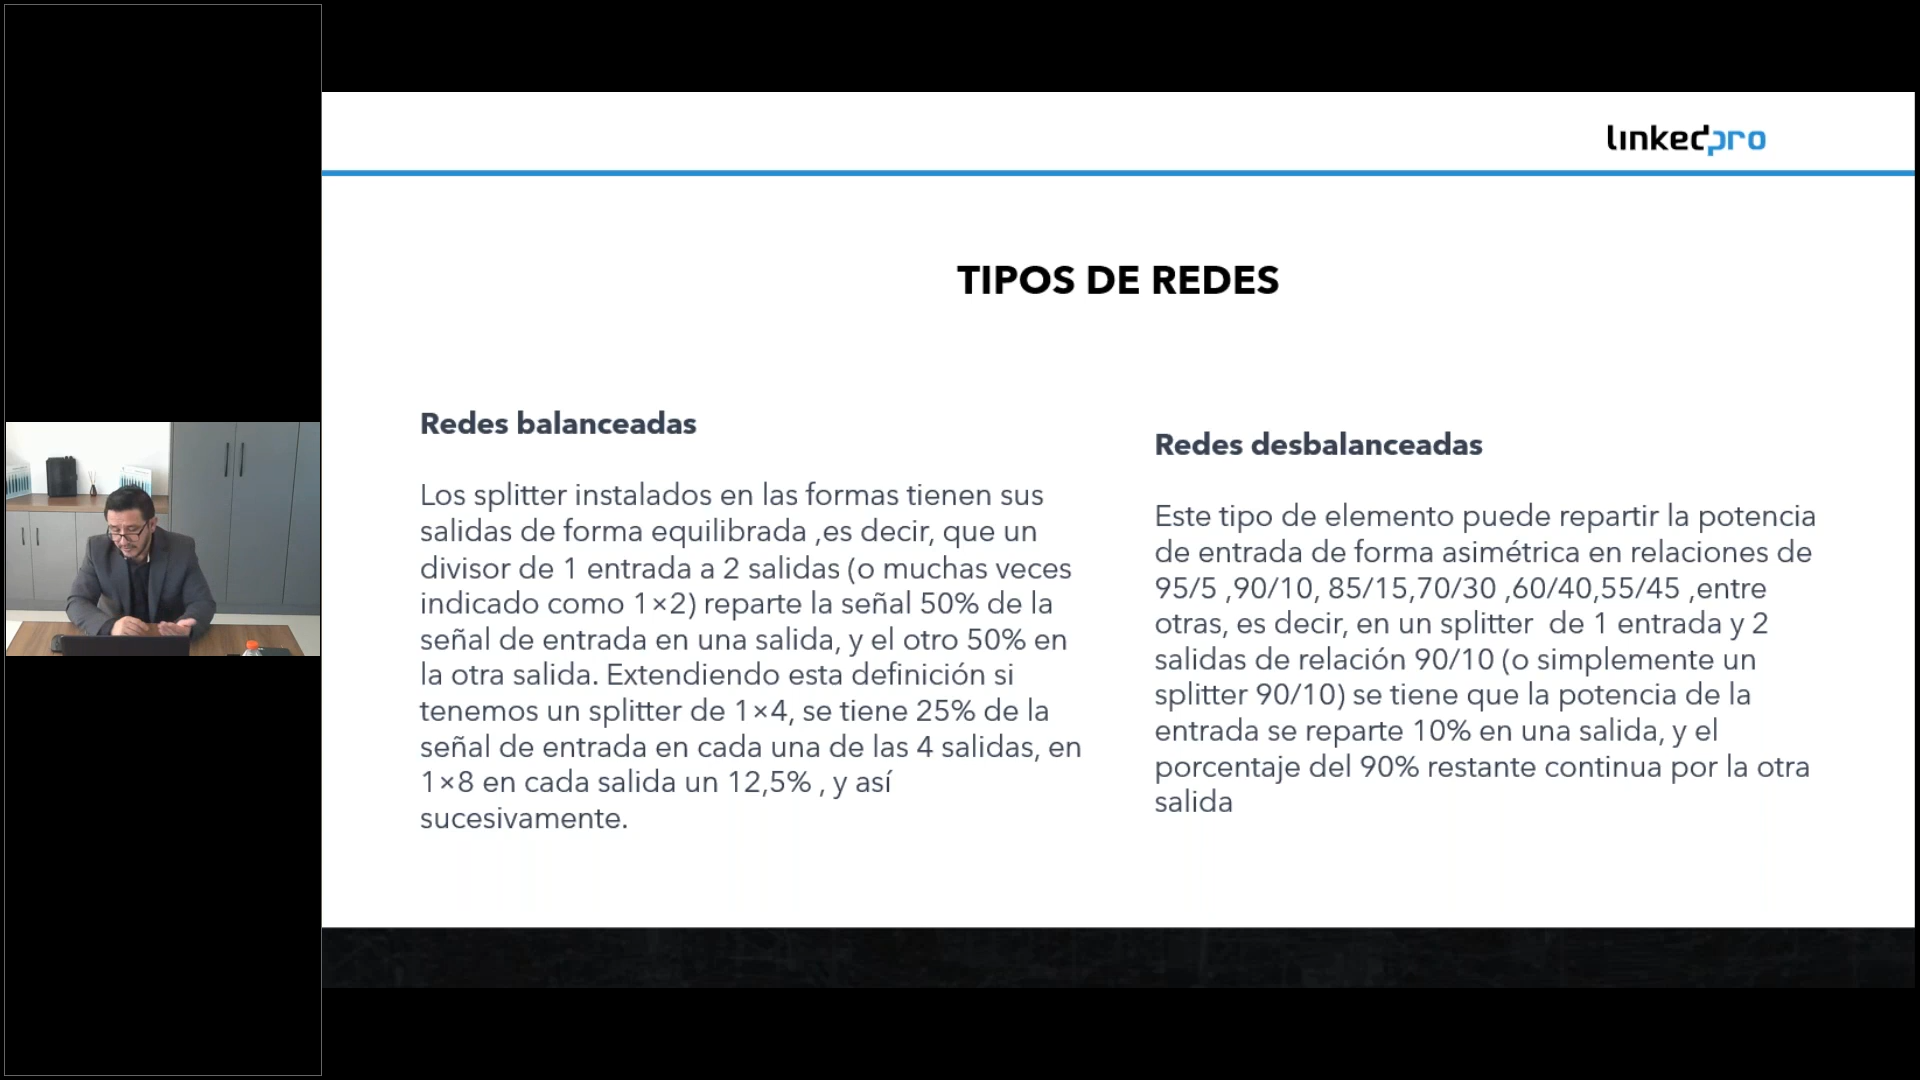 linkedpro
TIPOS DE REDES
Redes balanceadas
Los splitter instalados en las formas tienen sus
salidas de forma equilibrada ,es decir, que un
divisor de 1 entrada a 2 salidas (o muchas veces
indicado como 1×2) reparte la señal 50% de la
señal de entrada en una salida, y el otro 50% en
la otra salida. Extendiendo esta definición si
tenemos un splitter de 1×4, se tiene 25% de la
señal de entrada en cada una de las 4 salidas, en
1×8 en cada salida un 12,5% , y así
sucesivamente.
Redes desbalanceadas
Este tipo de elemento puede repartir la potencia
de entrada de forma asimétrica en relaciones de
95/5 ,90/10, 85/15,70/30 ,60/40,55/45 ,entre
otras, es decir, en un splitter  de 1 entrada y 2
salidas de relación 90/10 (o simplemente un
splitter 90/10) se tiene que la potencia de la
entrada se reparte 10% en una salida, y el
porcentaje del 90% restante continua por la otra
salida